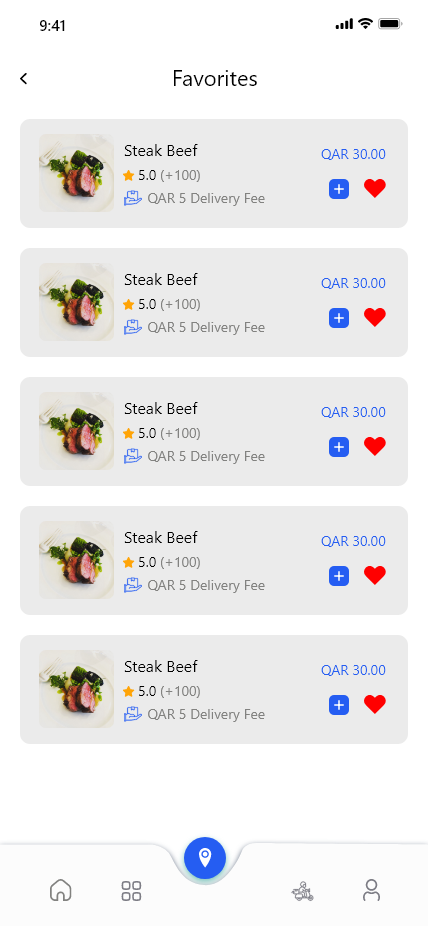 9:41
Favorites
Steak Beef
QAR 30.00
5.0 (+100)
QAR 5 Delivery Fee
Steak Beef
QAR 30.00
5.0 (+100)
QAR 5 Delivery Fee
Steak Beef
QAR 30.00
5.0 (+100)
QAR 5 Delivery Fee
Steak Beef
QAR 30.00
5.0 (+100)
QAR 5 Delivery Fee
Steak Beef
QAR 30.00
5.0 (+100)
QAR 5 Delivery Fee